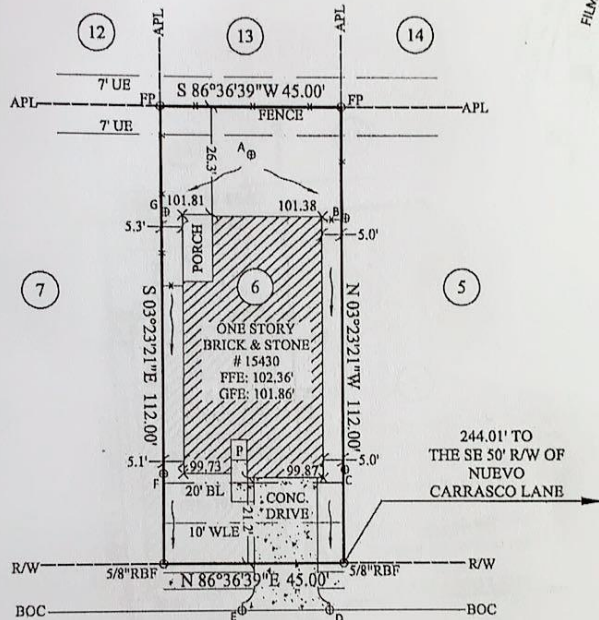 FILM
APL
APL
12
13
14
7' UE
S 86°36'39"W 45.00'
APL
FP
FP
APL
FENCE
7' UE
26.3'
A
G
101.81
101.38
B
5.3'
5.0'
PORCH
7
6
5
S 03°23'21"E 112.00'
N 03°23'21"W 112.00'
ONE STORY
BRICK & STONE
# 15430
FFE: 102.36'
GFE: 101.86'
244.01' TO
THE SE 50' R/W OF
NUEVO
CARRASCO LANE
5.1'
P
5.0'
F
99.73
99.87
C
20' BL
CONC.
DRIVE
21.2'
10' WLE
R/W
5/8"RBF
5/8"RBF
R/W
N 86°36'39"E 45.00'
BOC
E
D
BOC